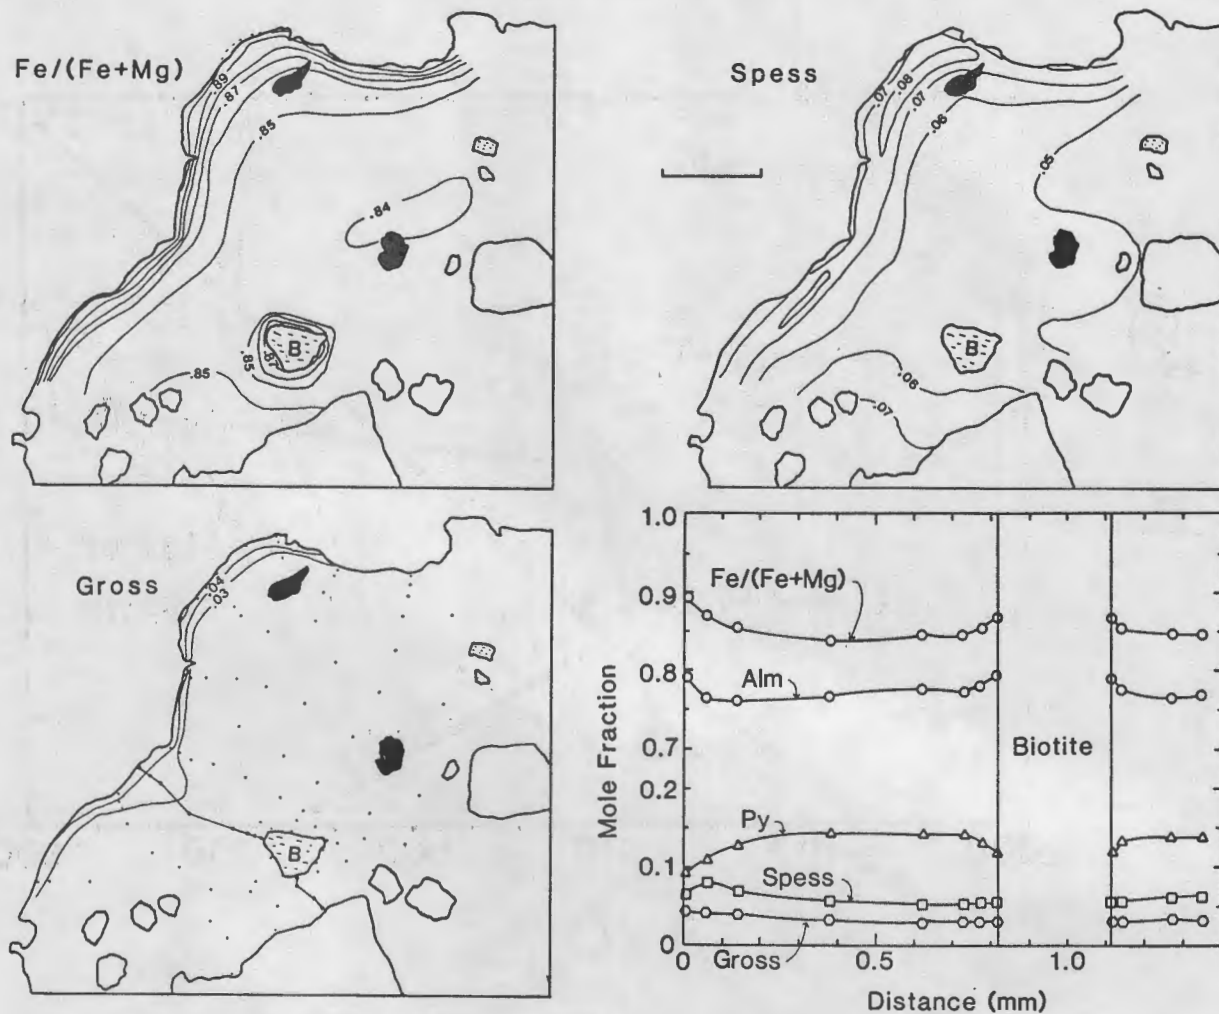 Fe/(Fe+Mg)
.89
.87
.85
.84
B
.87
.85
.85
Spess
.07
.08
.07
.06
.05
B
.06
.07
Gross
.04
.03
B
1.0
0.9
0.8
0.7
0.2
0.1
0
Mole Fraction
Fe/(Fe+Mg)
Alm
Py
Spess
Gross
Biotite
0
0.5
1.0
Distance (mm)